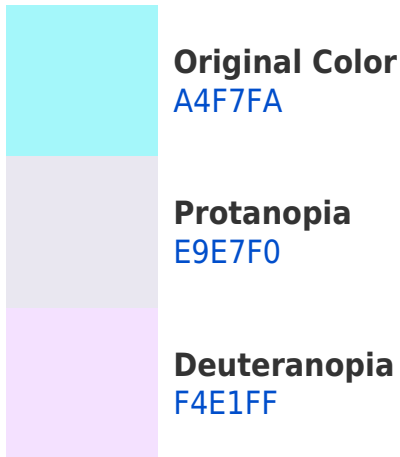 Original Color
A4F7FA
Protanopia
E9E7F0
Deuteranopia
F4E1FF